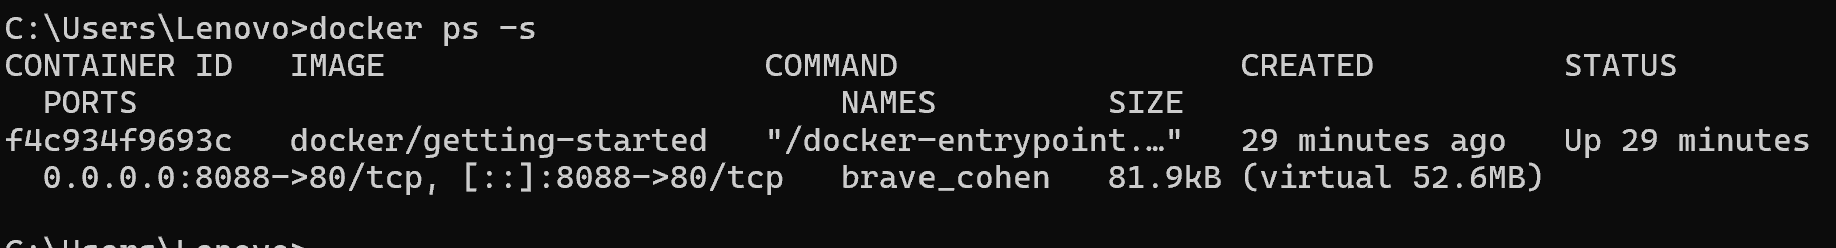 C:\Users\Lenovo>docker ps -s
CONTAINER ID   IMAGE                    COMMAND                  CREATED          STATUS
  PORTS                                     NAMES         SIZE
f4c934f9693c   docker/getting-started   "/docker-entrypoint.…"   29 minutes ago   Up 29 minutes
  0.0.0.0:8088->80/tcp, [::]:8088->80/tcp   brave_cohen   81.9kB (virtual 52.6MB)
C:\Users\Lenovo>